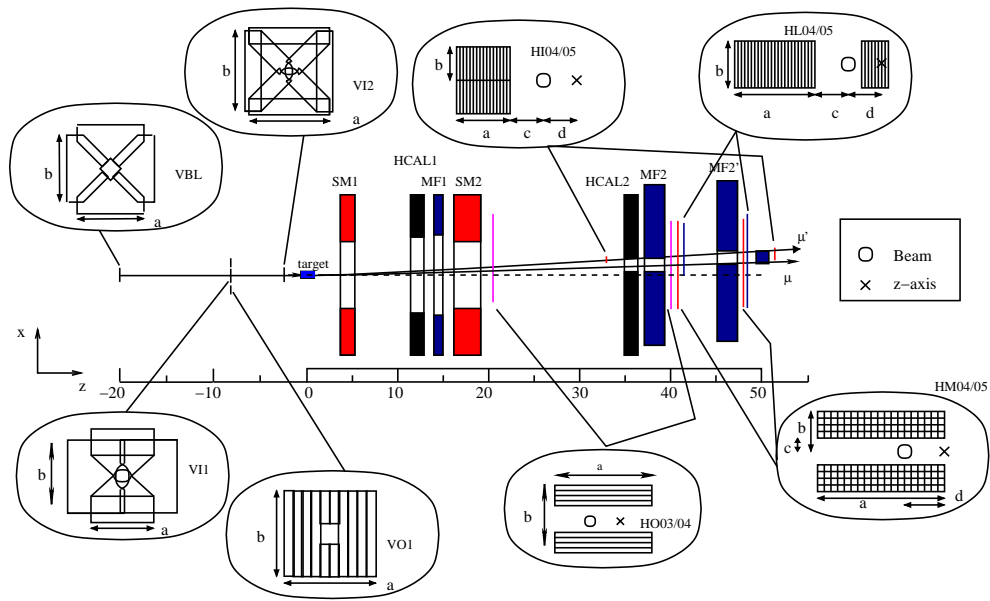 b
VI2
a
HI04/05
b
a
c
d
HL04/05
b
a
c
d
b
VBL
a
HCAL1
SM1
MF1
SM2
HCAL2
MF2
MF2'
target
μ'
μ
Beam
z−axis
x
z
−20
−10
0
10
20
30
40
50
b
VI1
a
b
VO1
a
a
b
HO03/04
HM04/05
b
c
a
d